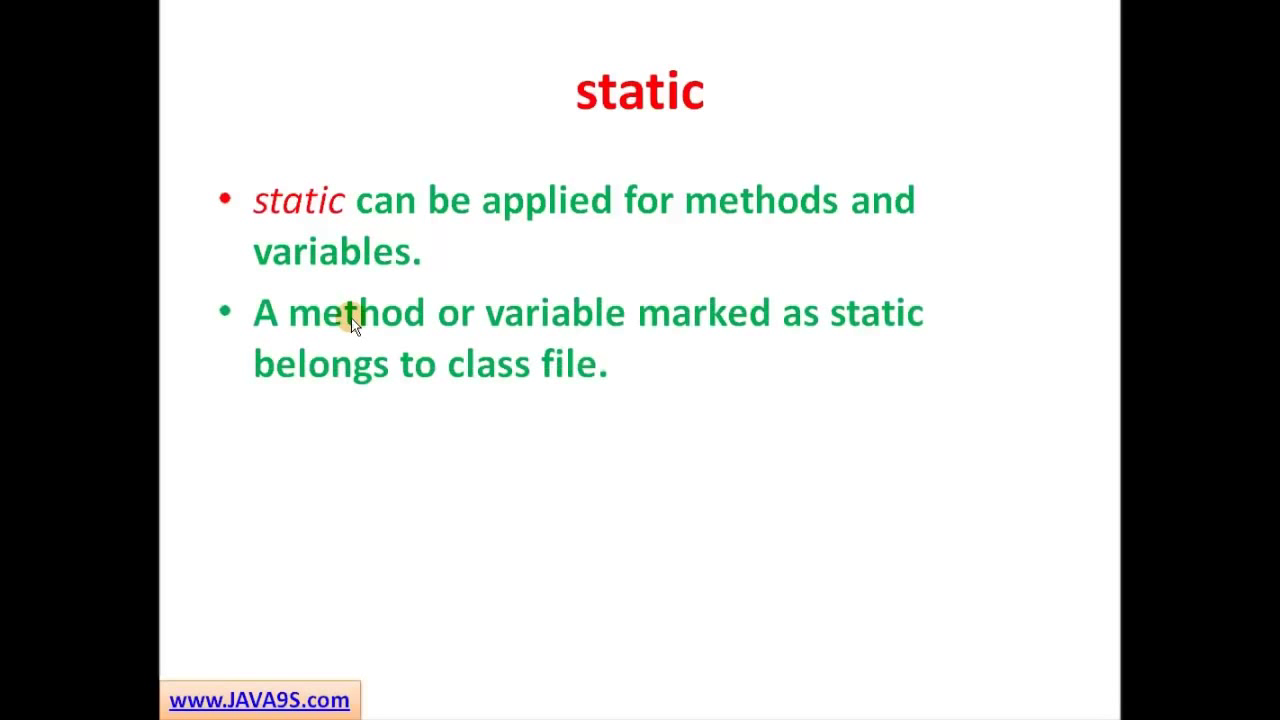 static
• static can be applied for methods and
variables.
• A method or variable marked as static
belongs to class file.
www.JAVA9S.com